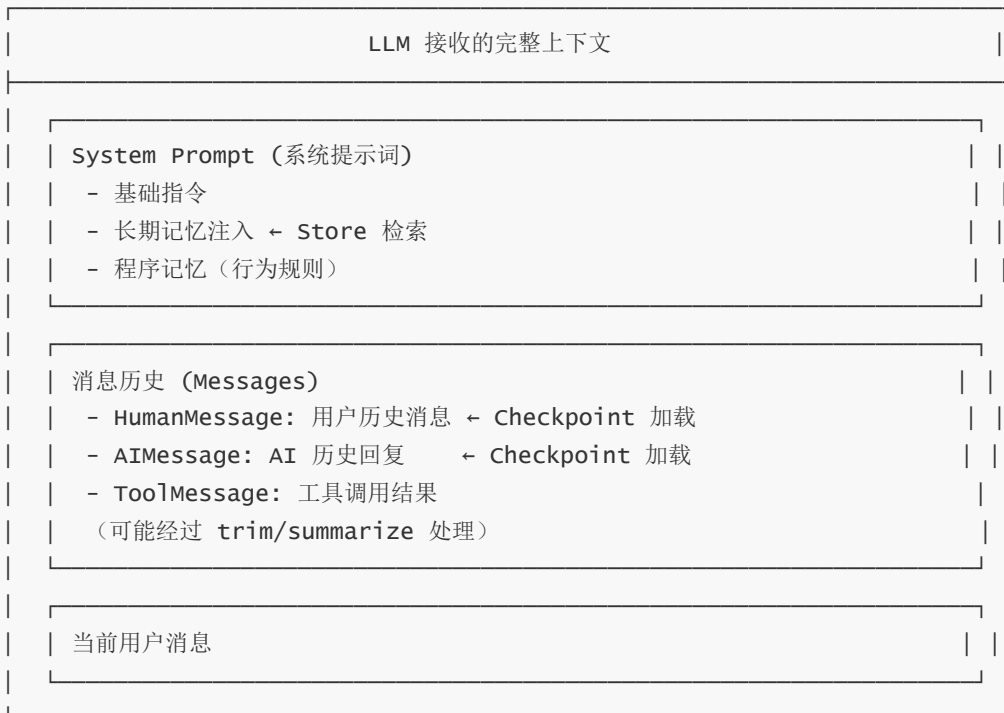 LLM 接收的完整上下文
System Prompt (系统提示词)
- 基础指令
- 长期记忆注入 ← Store 检索
- 程序记忆（行为规则）
消息历史 (Messages)
- HumanMessage: 用户历史消息 ← Checkpoint 加载
- AIMessage: AI 历史回复 ← Checkpoint 加载
- ToolMessage: 工具调用结果
（可能经过 trim/summarize 处理）
当前用户消息